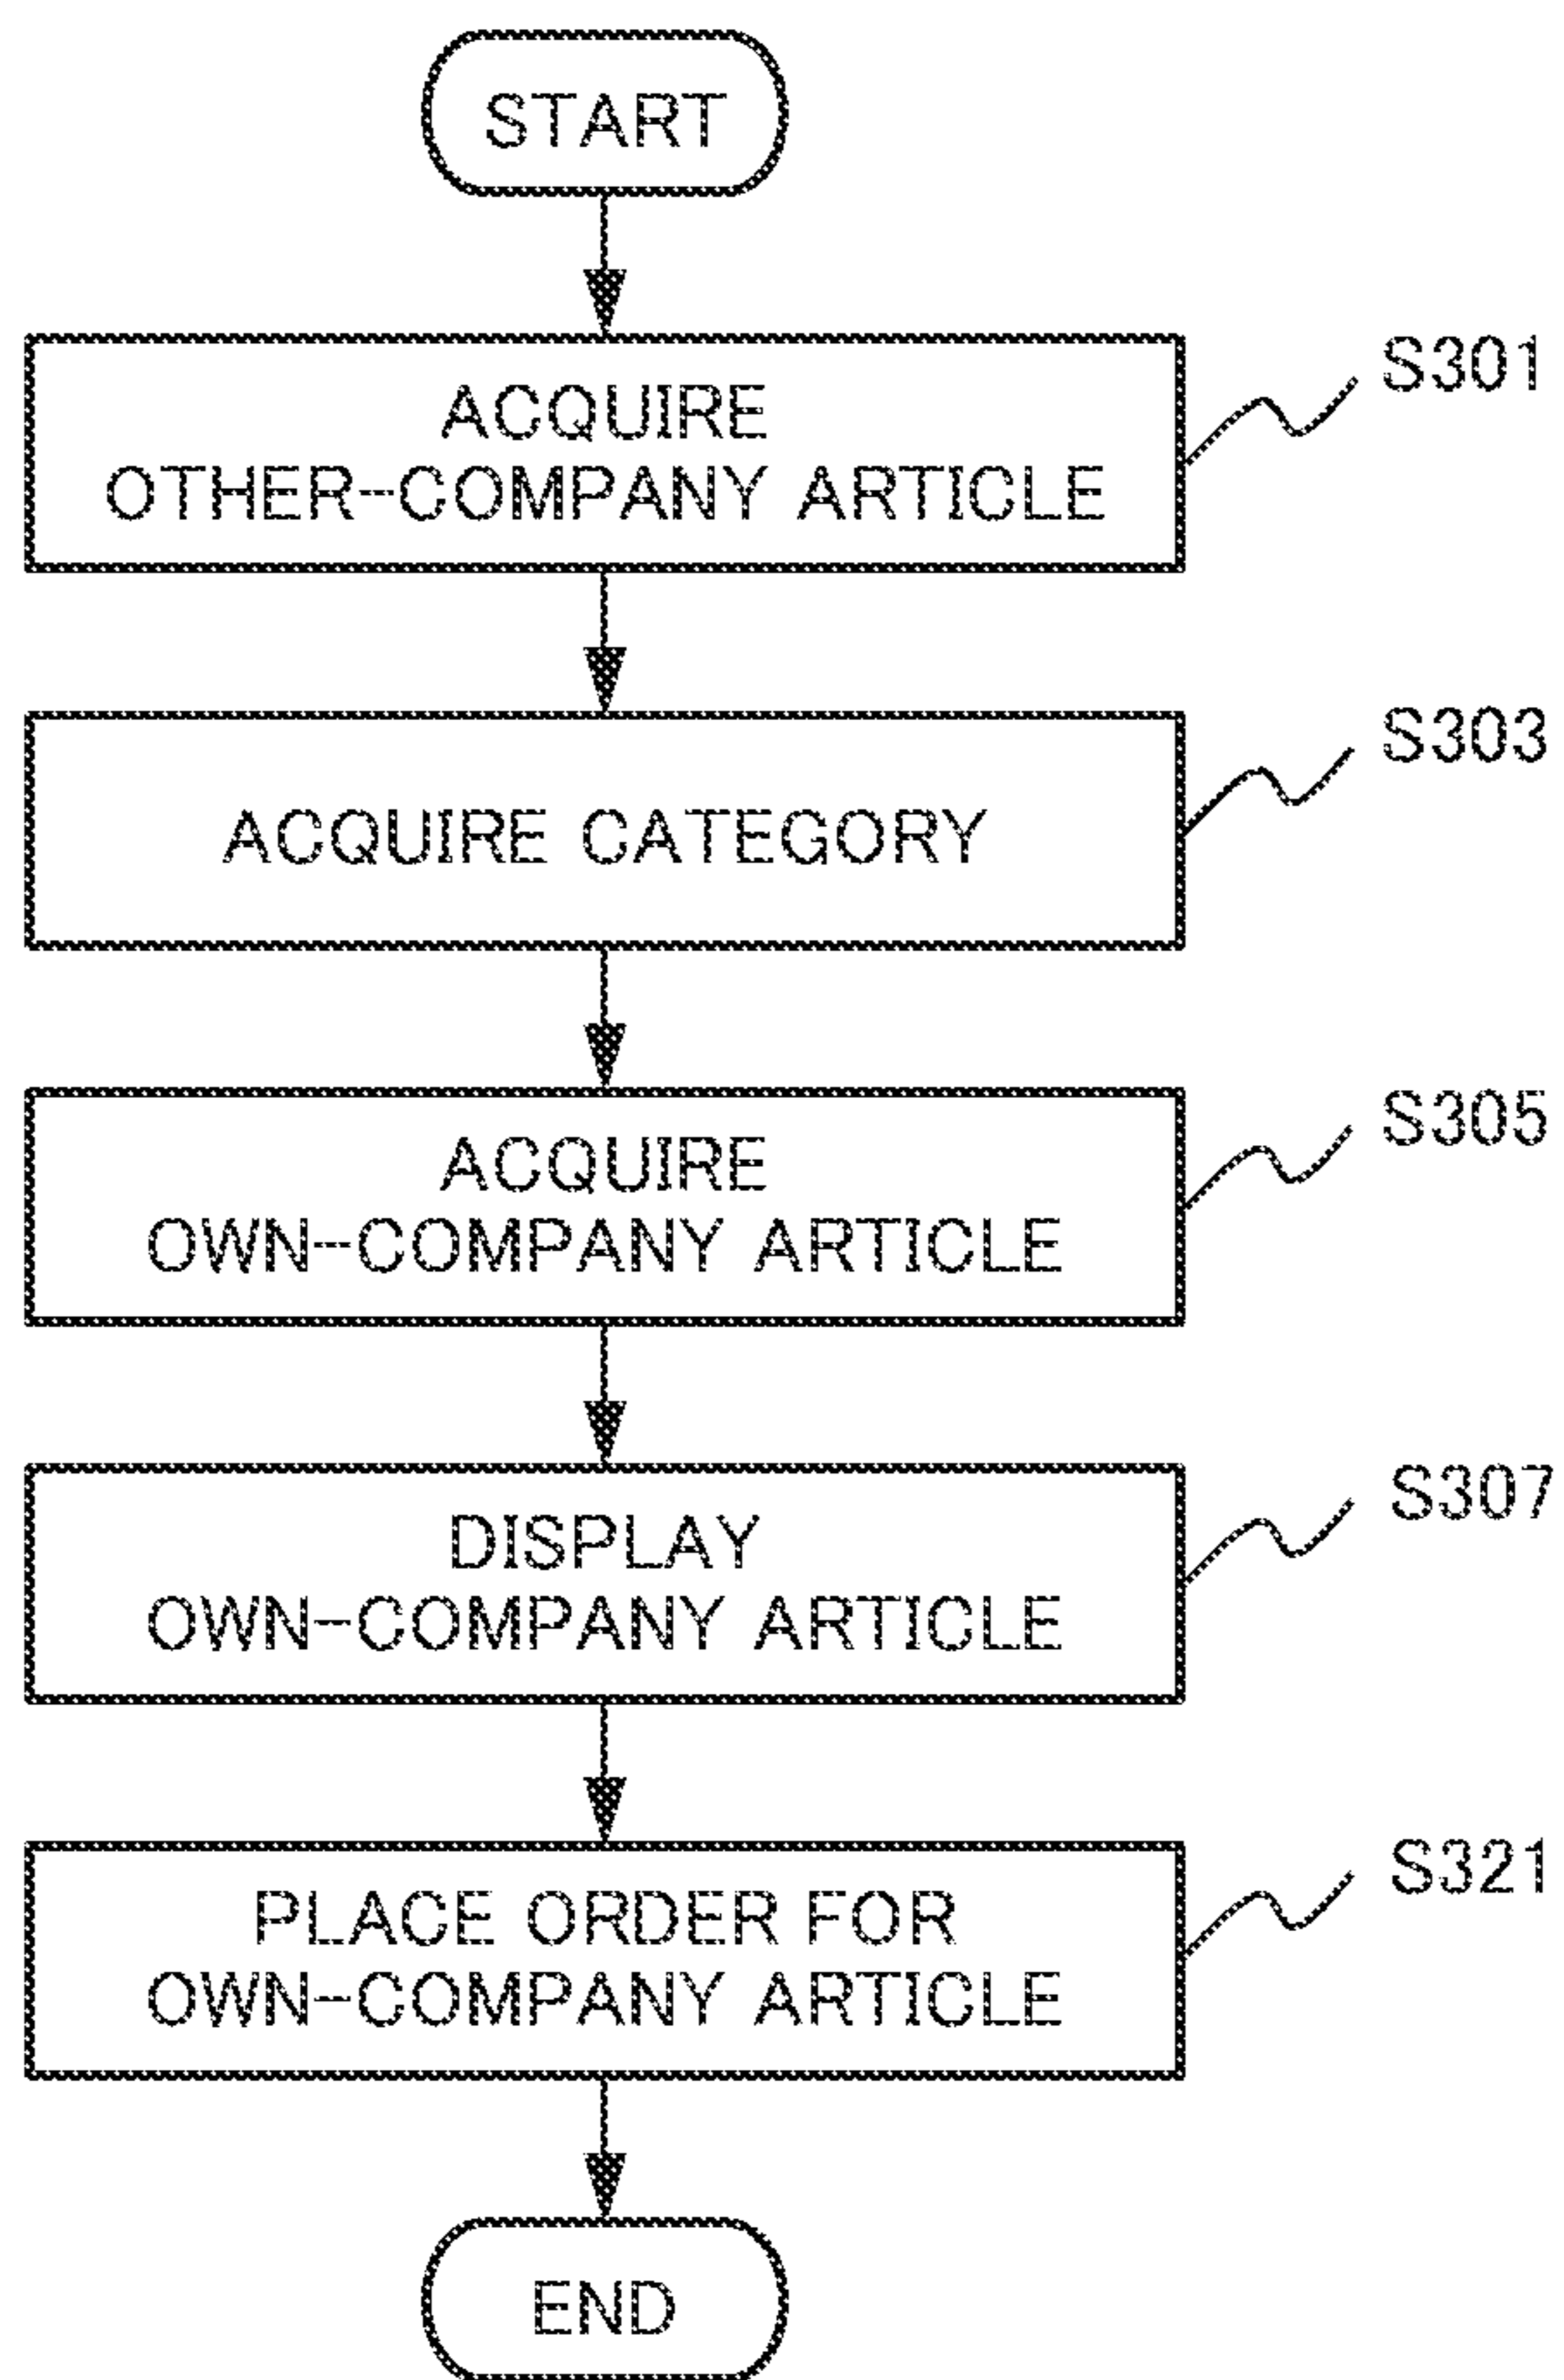 START
ACQUIRE
OTHER-COMPANY ARTICLE
S301
ACQUIRE CATEGORY
S303
ACQUIRE
OWN-COMPANY ARTICLE
S305
DISPLAY
OWN-COMPANY ARTICLE
S307
PLACE ORDER FOR
OWN-COMPANY ARTICLE
S321
END